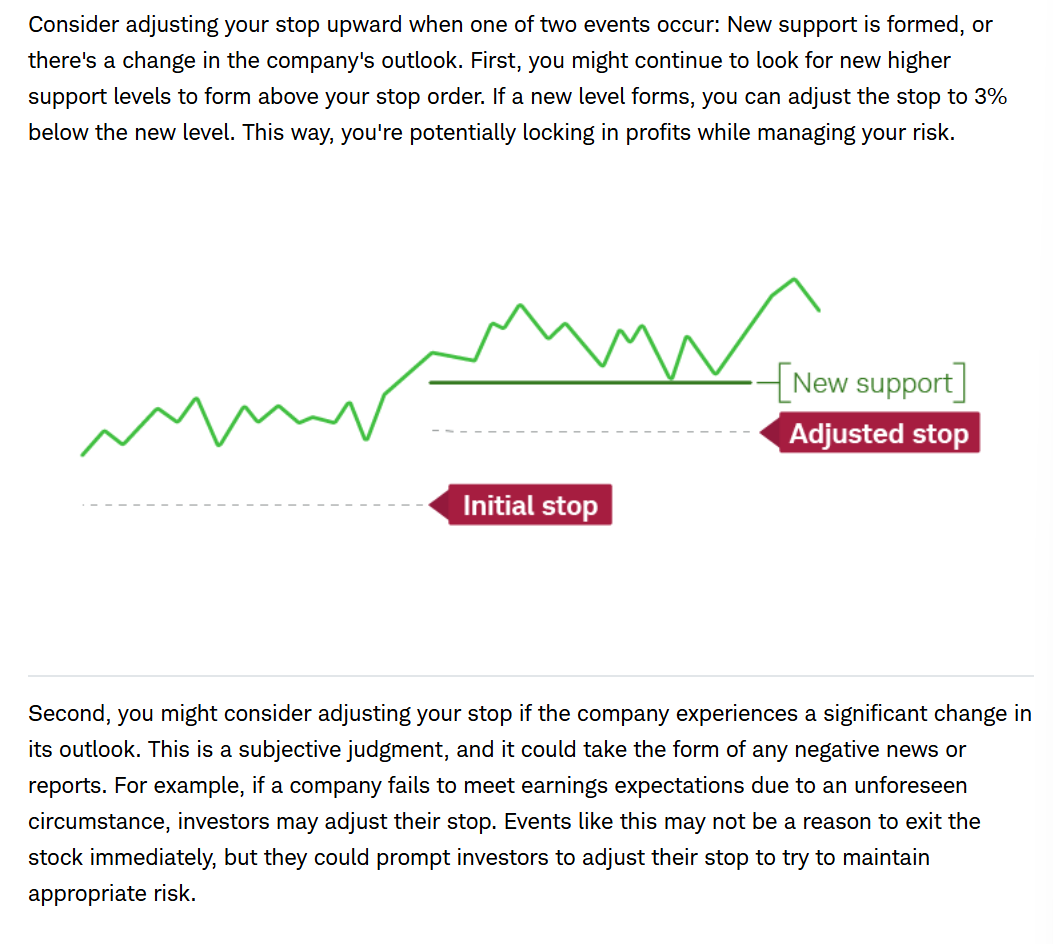 Consider adjusting your stop upward when one of two events occur: New support is formed, or
there's a change in the company's outlook. First, you might continue to look for new higher
support levels to form above your stop order. If a new level forms, you can adjust the stop to 3%
below the new level. This way, you're potentially locking in profits while managing your risk.
New support
Adjusted stop
Initial stop
Second, you might consider adjusting your stop if the company experiences a significant change in
its outlook. This is a subjective judgment, and it could take the form of any negative news or
reports. For example, if a company fails to meet earnings expectations due to an unforeseen
circumstance, investors may adjust their stop. Events like this may not be a reason to exit the
stock immediately, but they could prompt investors to adjust their stop to try to maintain
appropriate risk.